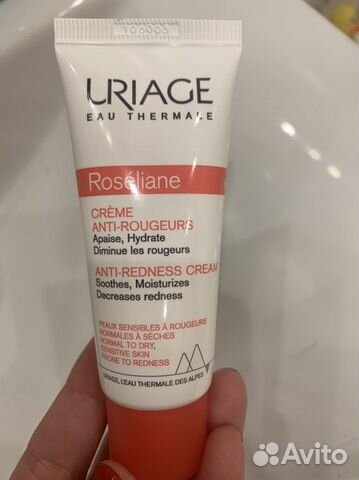 URIAGE
EAU THERMALE
Roséliane
CRÈME
ANTI-ROUGEURS
Apaise, Hydrate
Diminue les rougeurs
ANTI-REDNESS CREAM
Soothes, Moisturizes
Decreases redness
PEAUX SENSIBLES À ROUGEURS
NORMALES À SÈCHES
NORMAL TO DRY,
SENSITIVE SKIN
PRONE TO REDNESS
URIAGE, L'EAU THERMALE DES ALPES
Avito